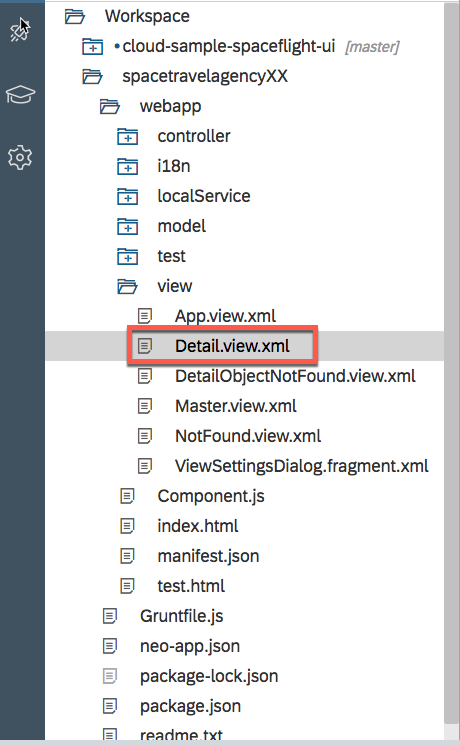 Workspace
cloud-sample-spaceflight-ui [master]
spacetravelagencyXX
webapp
controller
i18n
localService
model
test
view
App.view.xml
Detail.view.xml
DetailObjectNotFound.view.xml
Master.view.xml
NotFound.view.xml
ViewSettingsDialog.fragment.xml
Component.js
index.html
manifest.json
test.html
Gruntfile.js
neo-app.json
package-lock.json
package.json
readme.txt